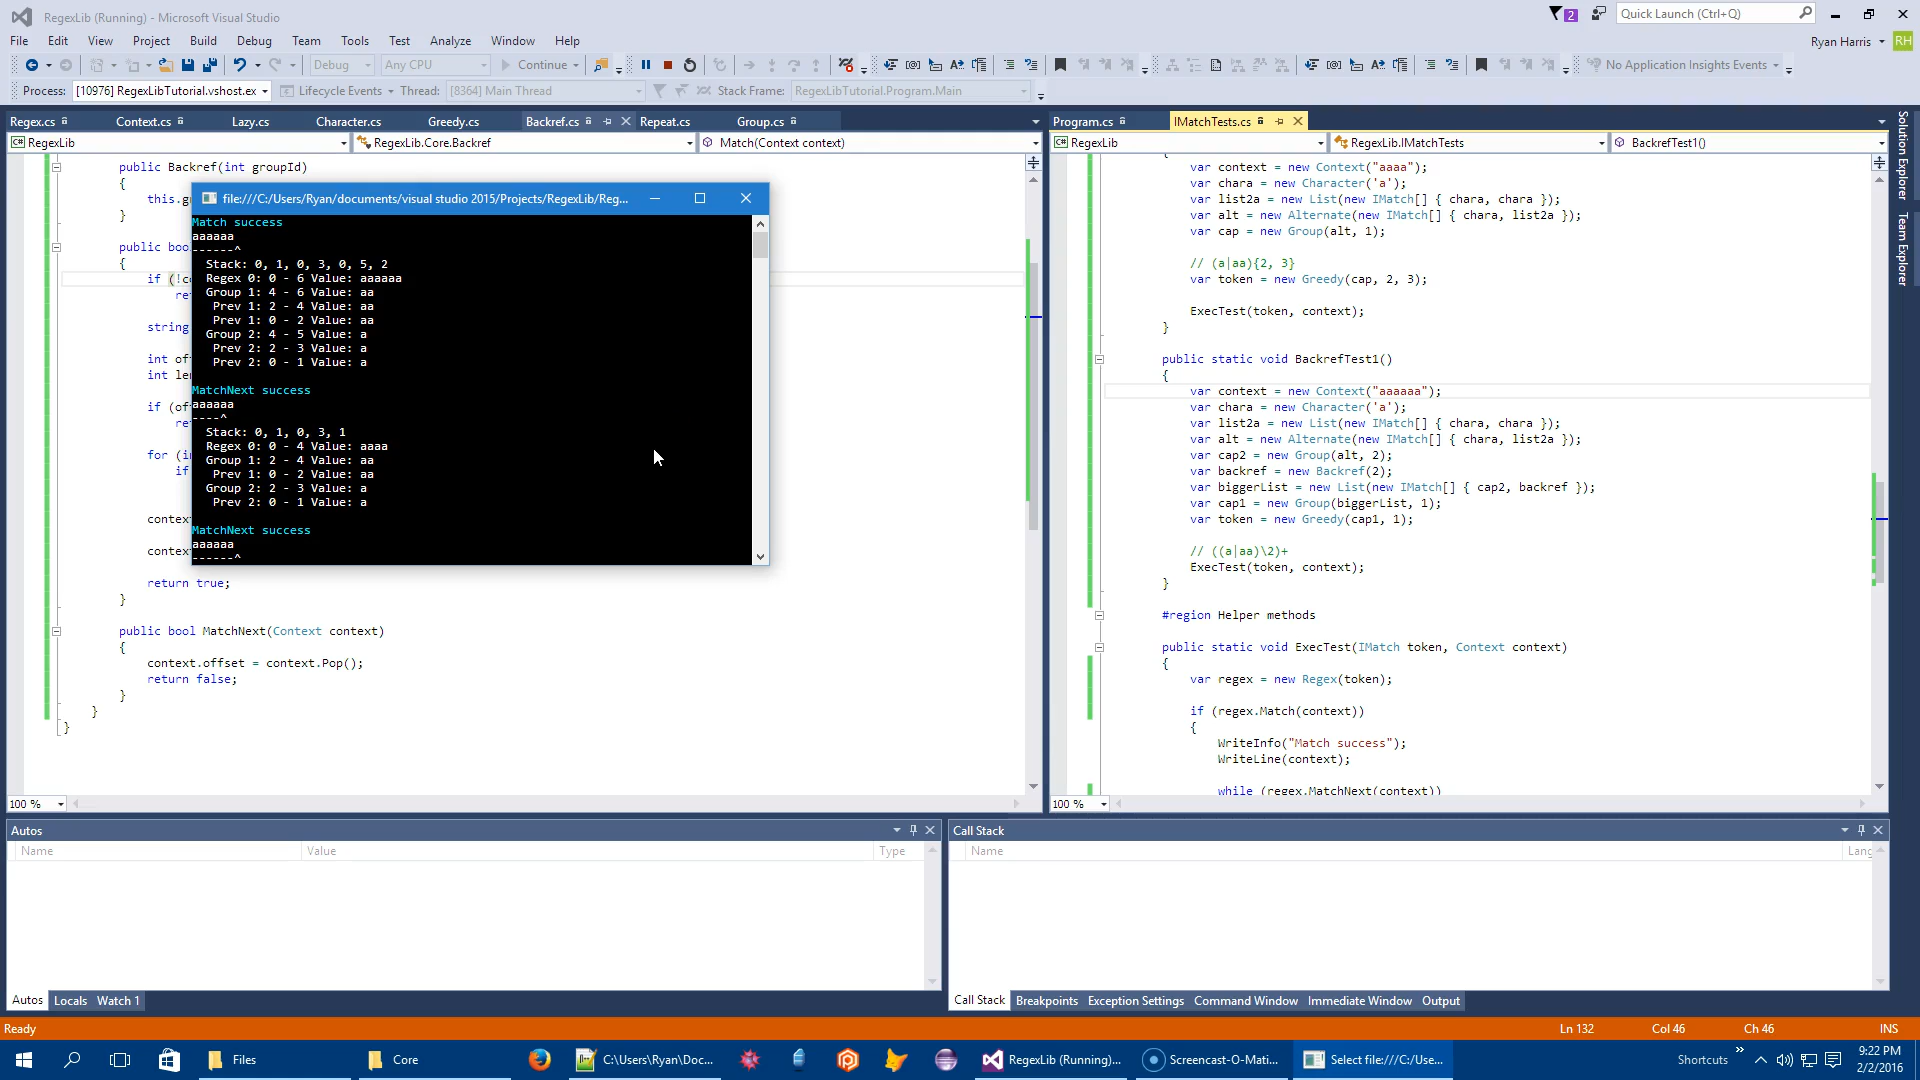 RegexLib (Running) - Microsoft Visual Studio
2
Quick Launch (Ctrl+Q)
File Edit View Project Build Debug Team Tools Test Analyze Window Help
Ryan Harris RH
Debug Any CPU Continue
No Application Insights Events
Process: [10976] RegexLibTutorial.vshost.ex Lifecycle Events Thread: [8364] Main Thread Stack Frame: RegexLibTutorial.Program.Main
Regex.cs Context.cs Lazy.cs Character.cs Greedy.cs Backref.cs Repeat.cs Group.cs
RegexLib RegexLib.Core.Backref Match(Context context)
public Backref(int groupId)
{
this.g
}
public boo
{
if (!c
re
string
int of
int le
if (of
re
for (i
if
contex
contex
return true;
}
public bool MatchNext(Context context)
{
context.offset = context.Pop();
return false;
}
}
}
100 %
file:///C:/Users/Ryan/documents/visual studio 2015/Projects/RegexLib/Reg...
Match success
aaaaaa
------^
Stack: 0, 1, 0, 3, 0, 5, 2
Regex 0: 0 - 6 Value: aaaaaa
Group 1: 4 - 6 Value: aa
Prev 1: 2 - 4 Value: aa
Prev 1: 0 - 2 Value: aa
Group 2: 4 - 5 Value: a
Prev 2: 2 - 3 Value: a
Prev 2: 0 - 1 Value: a
MatchNext success
aaaaaa
----^
Stack: 0, 1, 0, 3, 1
Regex 0: 0 - 4 Value: aaaa
Group 1: 2 - 4 Value: aa
Prev 1: 0 - 2 Value: aa
Group 2: 2 - 3 Value: a
Prev 2: 0 - 1 Value: a
MatchNext success
aaaaaa
------^
Program.cs IMatchTests.cs
RegexLib RegexLib.IMatchTests BackrefTest1()
var context = new Context("aaaa");
var chara = new Character('a');
var list2a = new List(new IMatch[] { chara, chara });
var alt = new Alternate(new IMatch[] { chara, list2a });
var cap = new Group(alt, 1);
// (a|aa){2, 3}
var token = new Greedy(cap, 2, 3);
ExecTest(token, context);
}
public static void BackrefTest1()
{
var context = new Context("aaaaaa");
var chara = new Character('a');
var list2a = new List(new IMatch[] { chara, chara });
var alt = new Alternate(new IMatch[] { chara, list2a });
var cap2 = new Group(alt, 2);
var backref = new Backref(2);
var biggerList = new List(new IMatch[] { cap2, backref });
var cap1 = new Group(biggerList, 1);
var token = new Greedy(cap1, 1);
// ((a|aa)\2)+
ExecTest(token, context);
}
#region Helper methods
public static void ExecTest(IMatch token, Context context)
{
var regex = new Regex(token);
if (regex.Match(context))
{
WriteInfo("Match success");
WriteLine(context);
while (regex.MatchNext(context))
100 %
Solution Explorer
Team Explorer
Autos
Name Value Type
Autos Locals Watch 1
Call Stack
Name Lang
Call Stack Breakpoints Exception Settings Command Window Immediate Window Output
Ready Ln 132 Col 46 Ch 46 INS
Files Core C:\Users\Ryan\Doc... RegexLib (Running)... Screencast-O-Mati... Select file:///C:/Use... Shortcuts
9:22 PM
2/2/2016